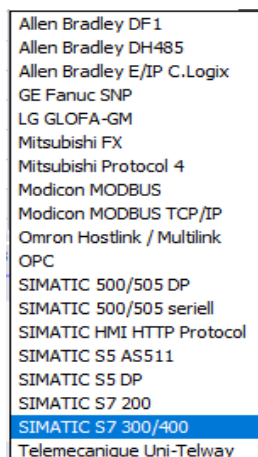 Allen Bradley DF1
Allen Bradley DH485
Allen Bradley E/IP C.Logix
GE Fanuc SNP
LG GLOFA-GM
Mitsubishi FX
Mitsubishi Protocol 4
Modicon MODBUS
Modicon MODBUS TCP/IP
Omron Hostlink / Multilink
OPC
SIMATIC 500/505 DP
SIMATIC 500/505 seriell
SIMATIC HMI HTTP Protocol
SIMATIC S5 AS511
SIMATIC S5 DP
SIMATIC S7 200
SIMATIC S7 300/400
Telemecanique Uni-Telway